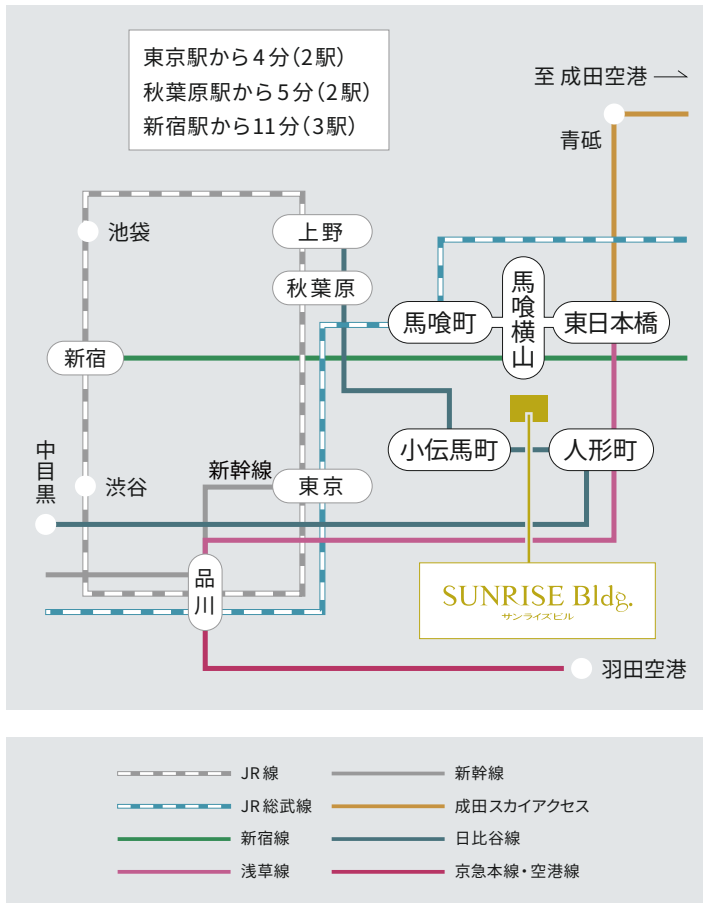 東京駅から4分(2駅)
秋葉原駅から5分(2駅)
新宿駅から11分(3駅)
至 成田空港
青砥
池袋
上野
秋葉原
馬喰町
馬喰横山
東日本橋
新宿
中目黒
小伝馬町
人形町
新幹線
渋谷
東京
品川
SUNRISE Bldg.
サンライズビル
羽田空港
JR線
新幹線
JR総武線
成田スカイアクセス
新宿線
日比谷線
浅草線
京急本線・空港線